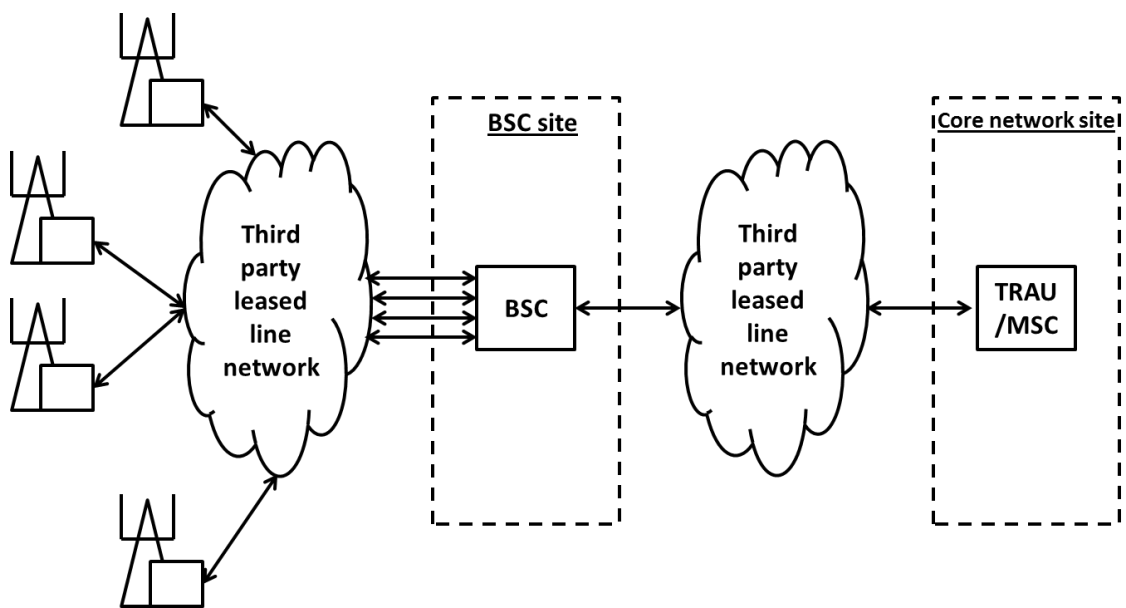 BSC site
Core network site
Third
party
leased
line
network
BSC
Third
party
leased
line
network
TRAU
/MSC